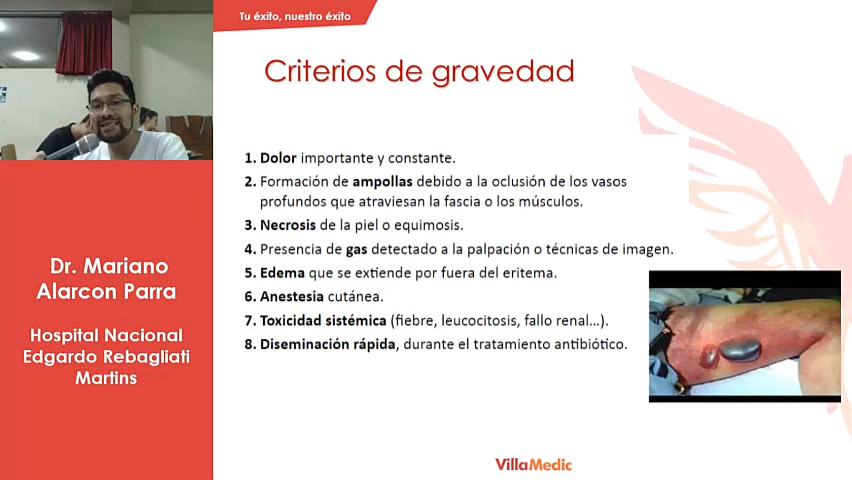 Tu éxito, nuestro éxito
Criterios de gravedad
1. Dolor importante y constante.
2. Formación de ampollas debido a la oclusión de los vasos
profundos que atraviesan la fascia o los músculos.
3. Necrosis de la piel o equimosis.
4. Presencia de gas detectado a la palpación o técnicas de imagen.
5. Edema que se extiende por fuera del eritema.
6. Anestesia cutánea.
7. Toxicidad sistémica (fiebre, leucocitosis, fallo renal...).
8. Diseminación rápida, durante el tratamiento antibiótico.
Dr. Mariano
Alarcon Parra
Hospital Nacional
Edgardo Rebagliati
Martins
VillaMedic